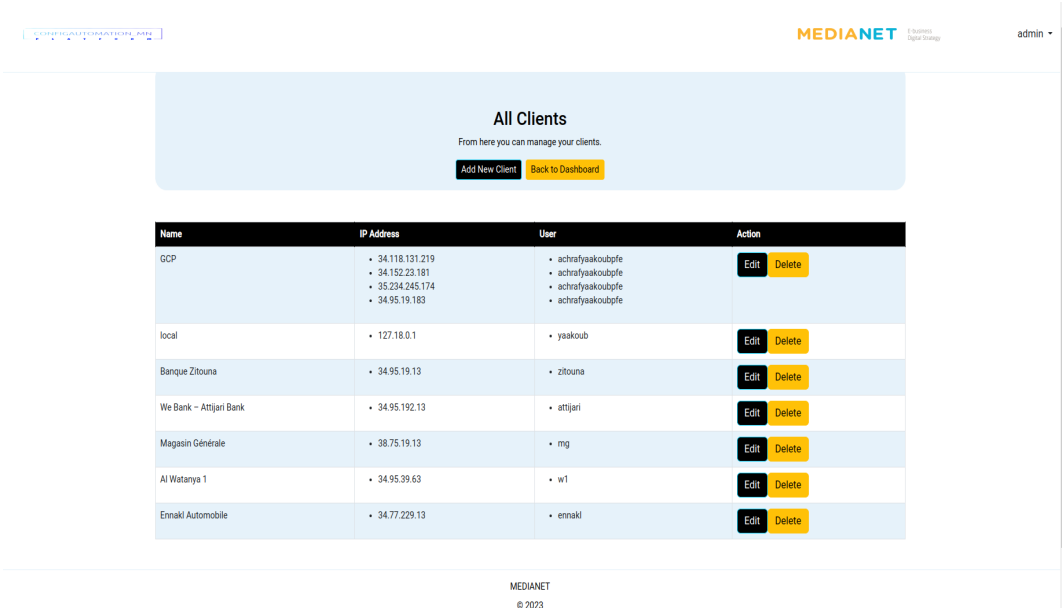 CONFIGAUTOMATION_MN
MEDIANET E-business
Digital Strategy
admin
All Clients
From here you can manage your clients.
Add New Client Back to Dashboard
Name IP Address User Action
GCP • 34.118.131.219 • achrafyaakoubpfe Edit Delete
• 34.152.23.181 • achrafyaakoubpfe
• 35.234.245.174 • achrafyaakoubpfe
• 34.95.19.183 • achrafyaakoubpfe
local • 127.18.0.1 • yaakoub Edit Delete
Banque Zitouna • 34.95.19.13 • zitouna Edit Delete
We Bank – Attijari Bank • 34.95.192.13 • attijari Edit Delete
Magasin Générale • 38.75.19.13 • mg Edit Delete
Al Watanya 1 • 34.95.39.63 • w1 Edit Delete
Ennakl Automobile • 34.77.229.13 • ennakl Edit Delete
MEDIANET
© 2023